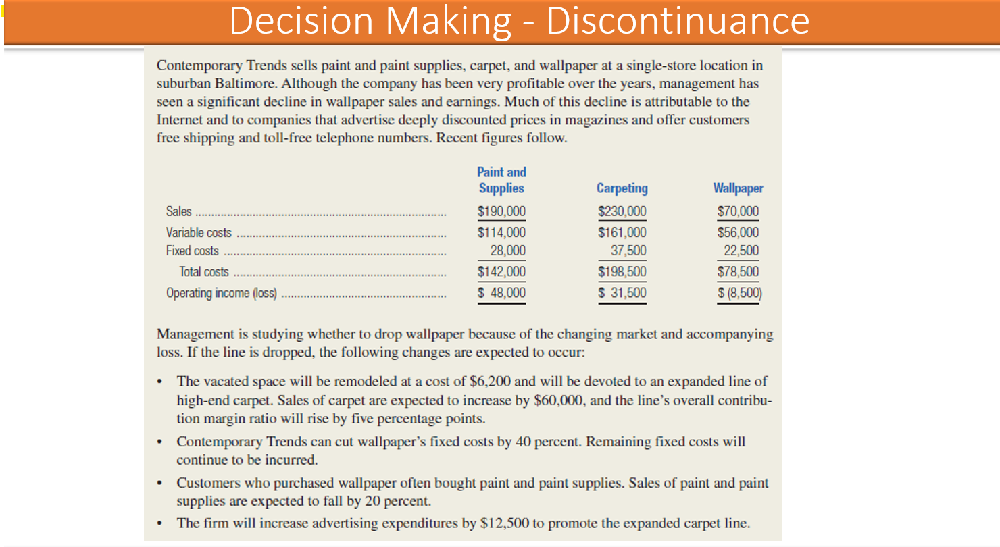 Decision Making - Discontinuance
Contemporary Trends sells paint and paint supplies, carpet, and wallpaper at a single-store location in
suburban Baltimore. Although the company has been very profitable over the years, management has
seen a significant decline in wallpaper sales and earnings. Much of this decline is attributable to the
Internet and to companies that advertise deeply discounted prices in magazines and offer customers
free shipping and toll-free telephone numbers. Recent figures follow.
Paint and
Supplies Carpeting Wallpaper
Sales ........................................ $190,000 $230,000 $70,000
Variable costs ........................................ $114,000 $161,000 $56,000
Fixed costs ........................................ 28,000 37,500 22,500
Total costs ........................................ $142,000 $198,500 $78,500
Operating income (loss) ........................................ $ 48,000 $ 31,500 $ (8,500)
Management is studying whether to drop wallpaper because of the changing market and accompanying
loss. If the line is dropped, the following changes are expected to occur:
• The vacated space will be remodeled at a cost of $6,200 and will be devoted to an expanded line of
high-end carpet. Sales of carpet are expected to increase by $60,000, and the line's overall contribu-
tion margin ratio will rise by five percentage points.
• Contemporary Trends can cut wallpaper's fixed costs by 40 percent. Remaining fixed costs will
continue to be incurred.
• Customers who purchased wallpaper often bought paint and paint supplies. Sales of paint and paint
supplies are expected to fall by 20 percent.
• The firm will increase advertising expenditures by $12,500 to promote the expanded carpet line.